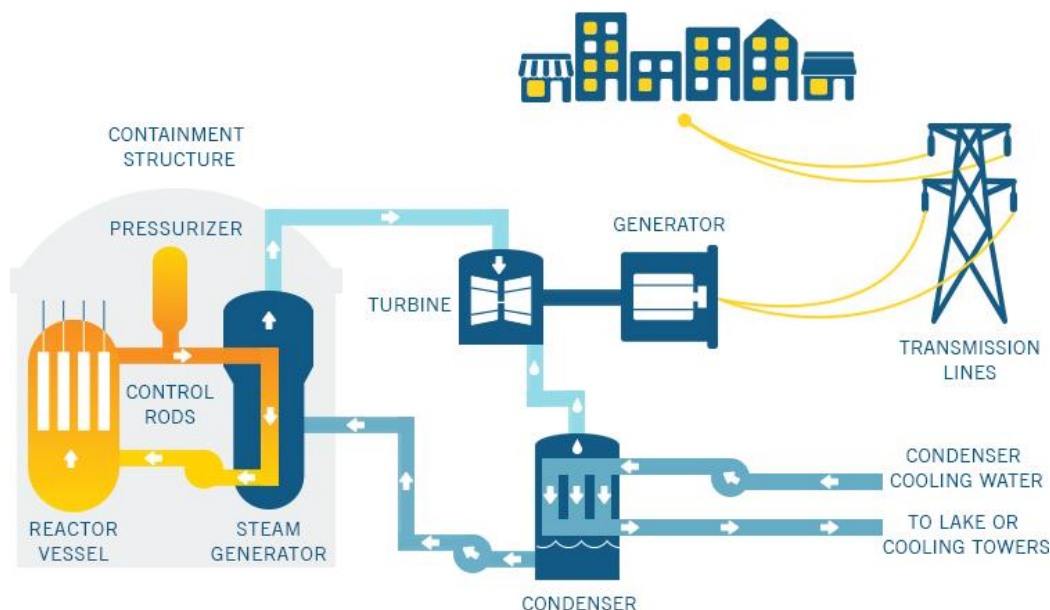 CONTAINMENT
STRUCTURE
PRESSURIZER
GENERATOR
TURBINE
TRANSMISSION
LINES
CONTROL
RODS
CONDENSER
COOLING WATER
REACTOR
VESSEL
STEAM
GENERATOR
TO LAKE OR
COOLING TOWERS
CONDENSER